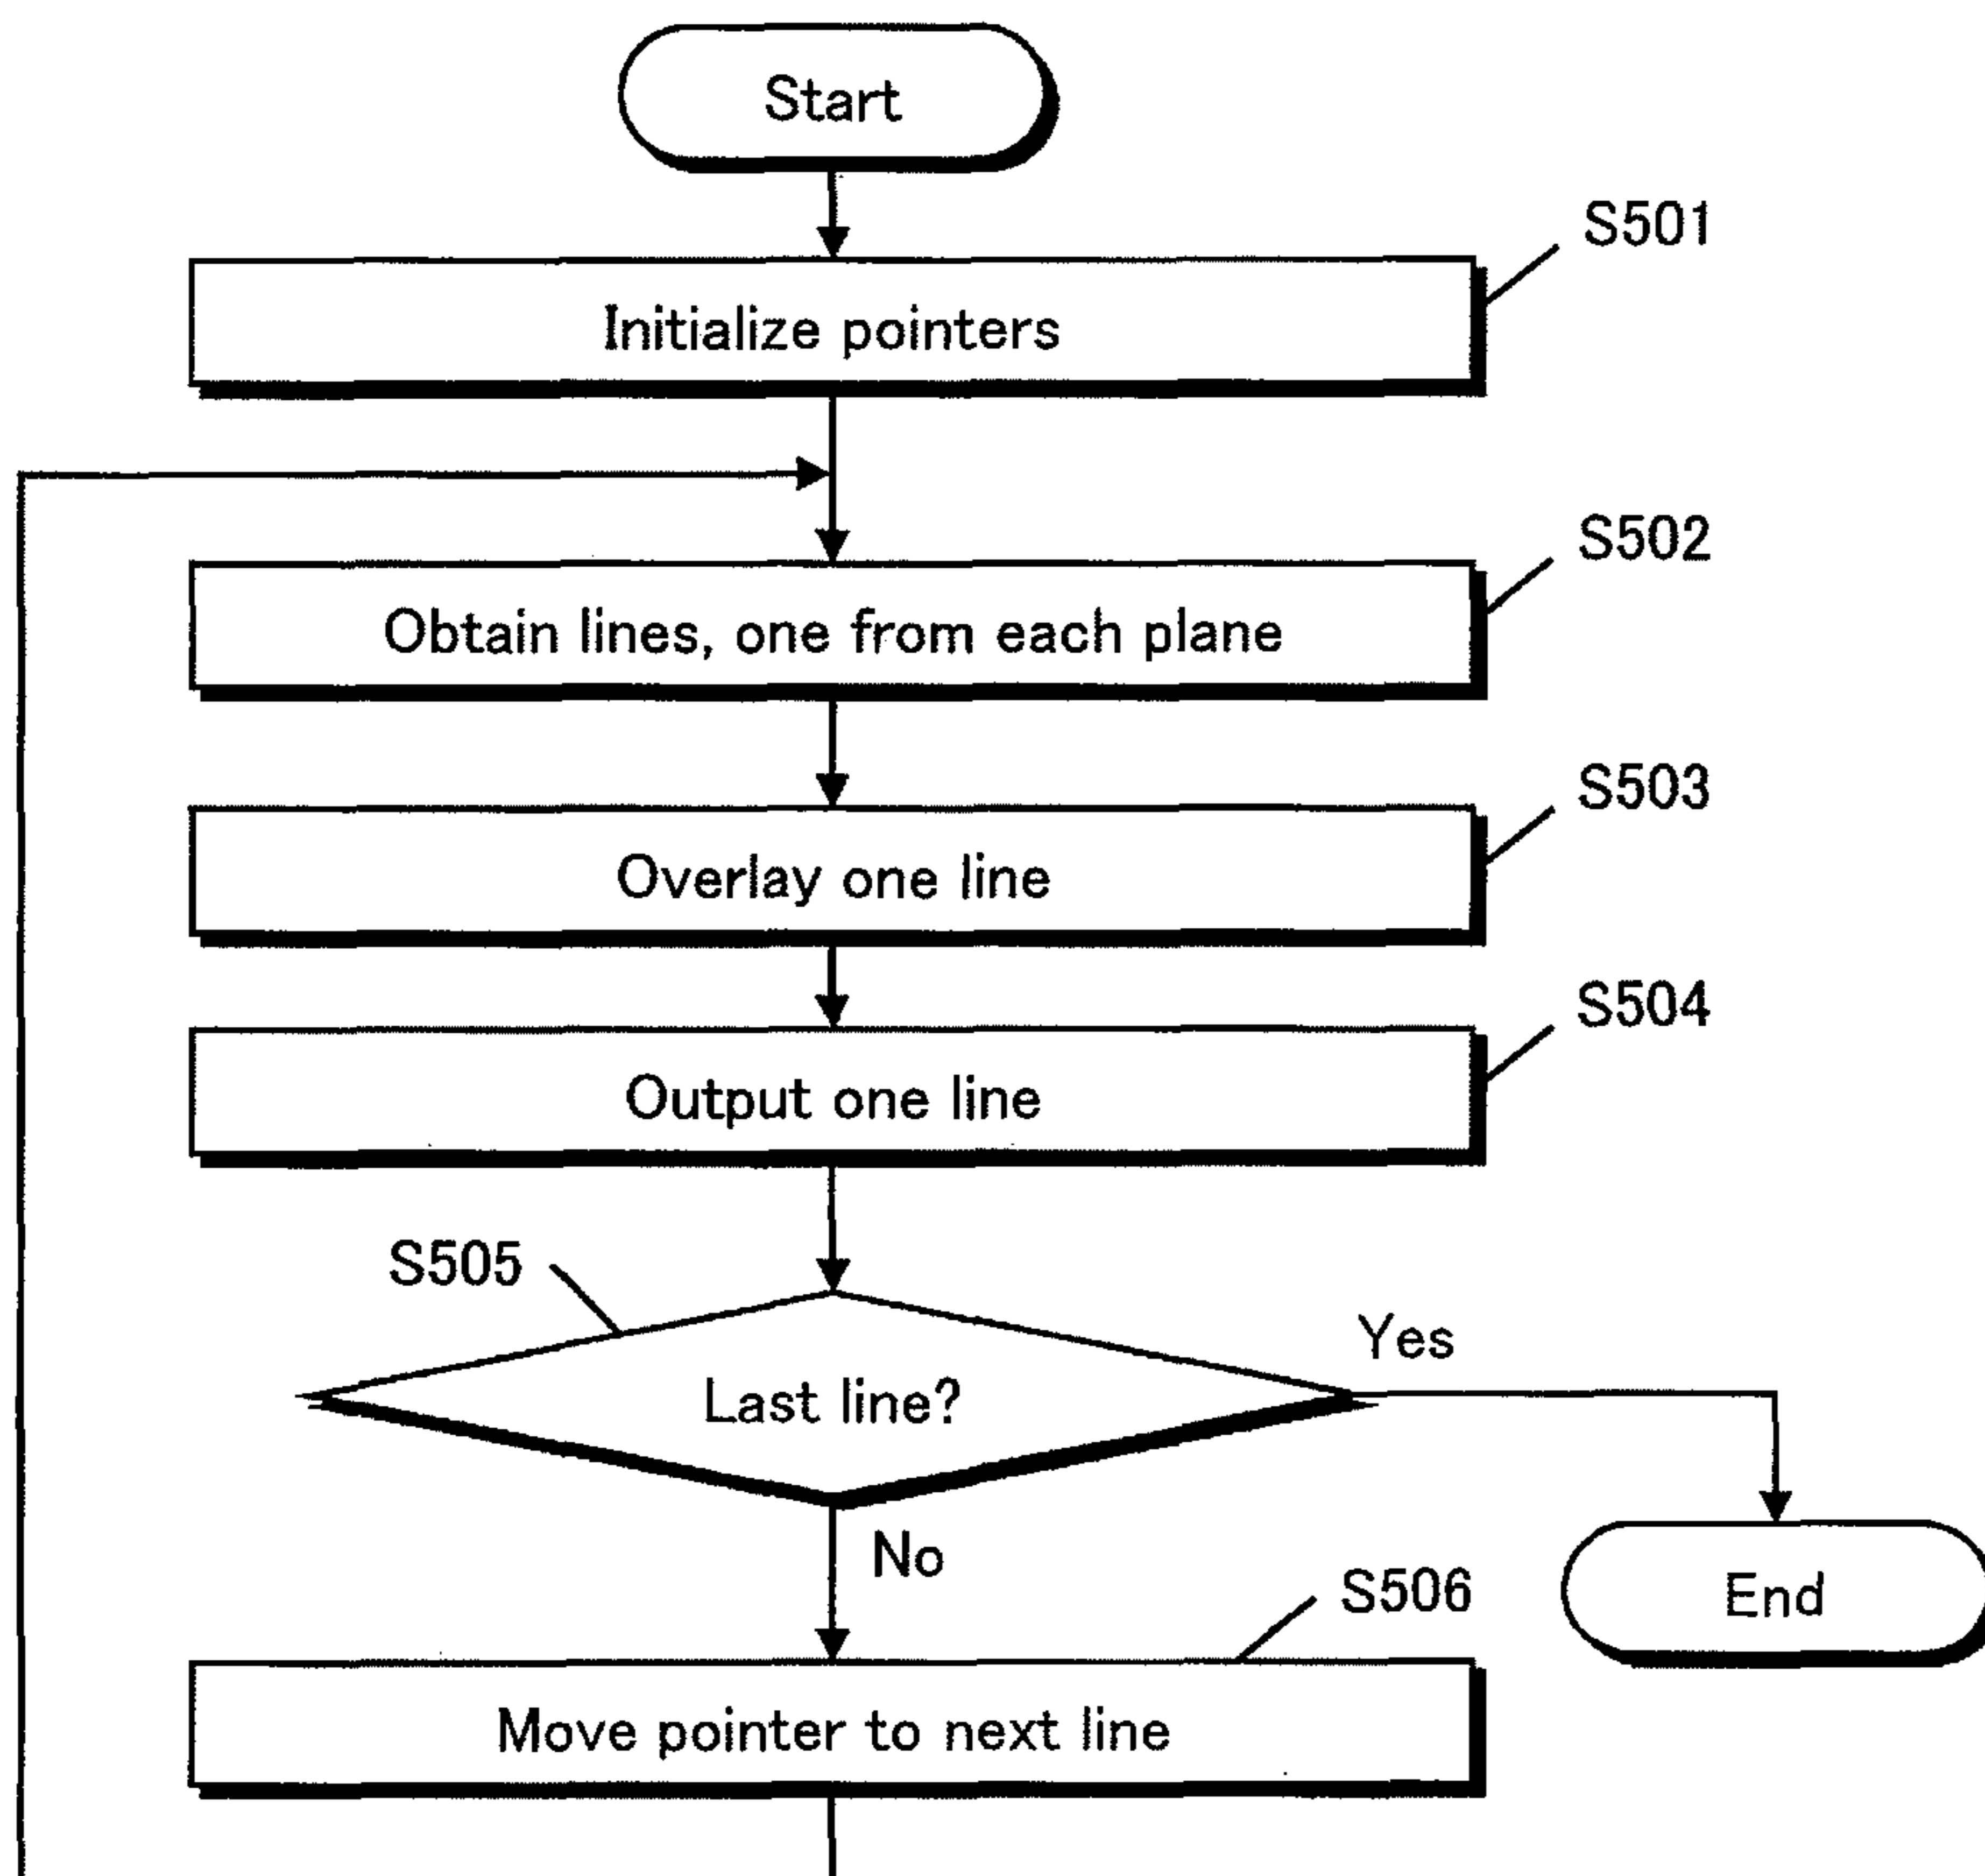 Start
S501
Initialize pointers
S502
Obtain lines, one from each plane
S503
Overlay one line
S504
Output one line
S505
Yes
Last line?
No
S506
End
Move pointer to next line